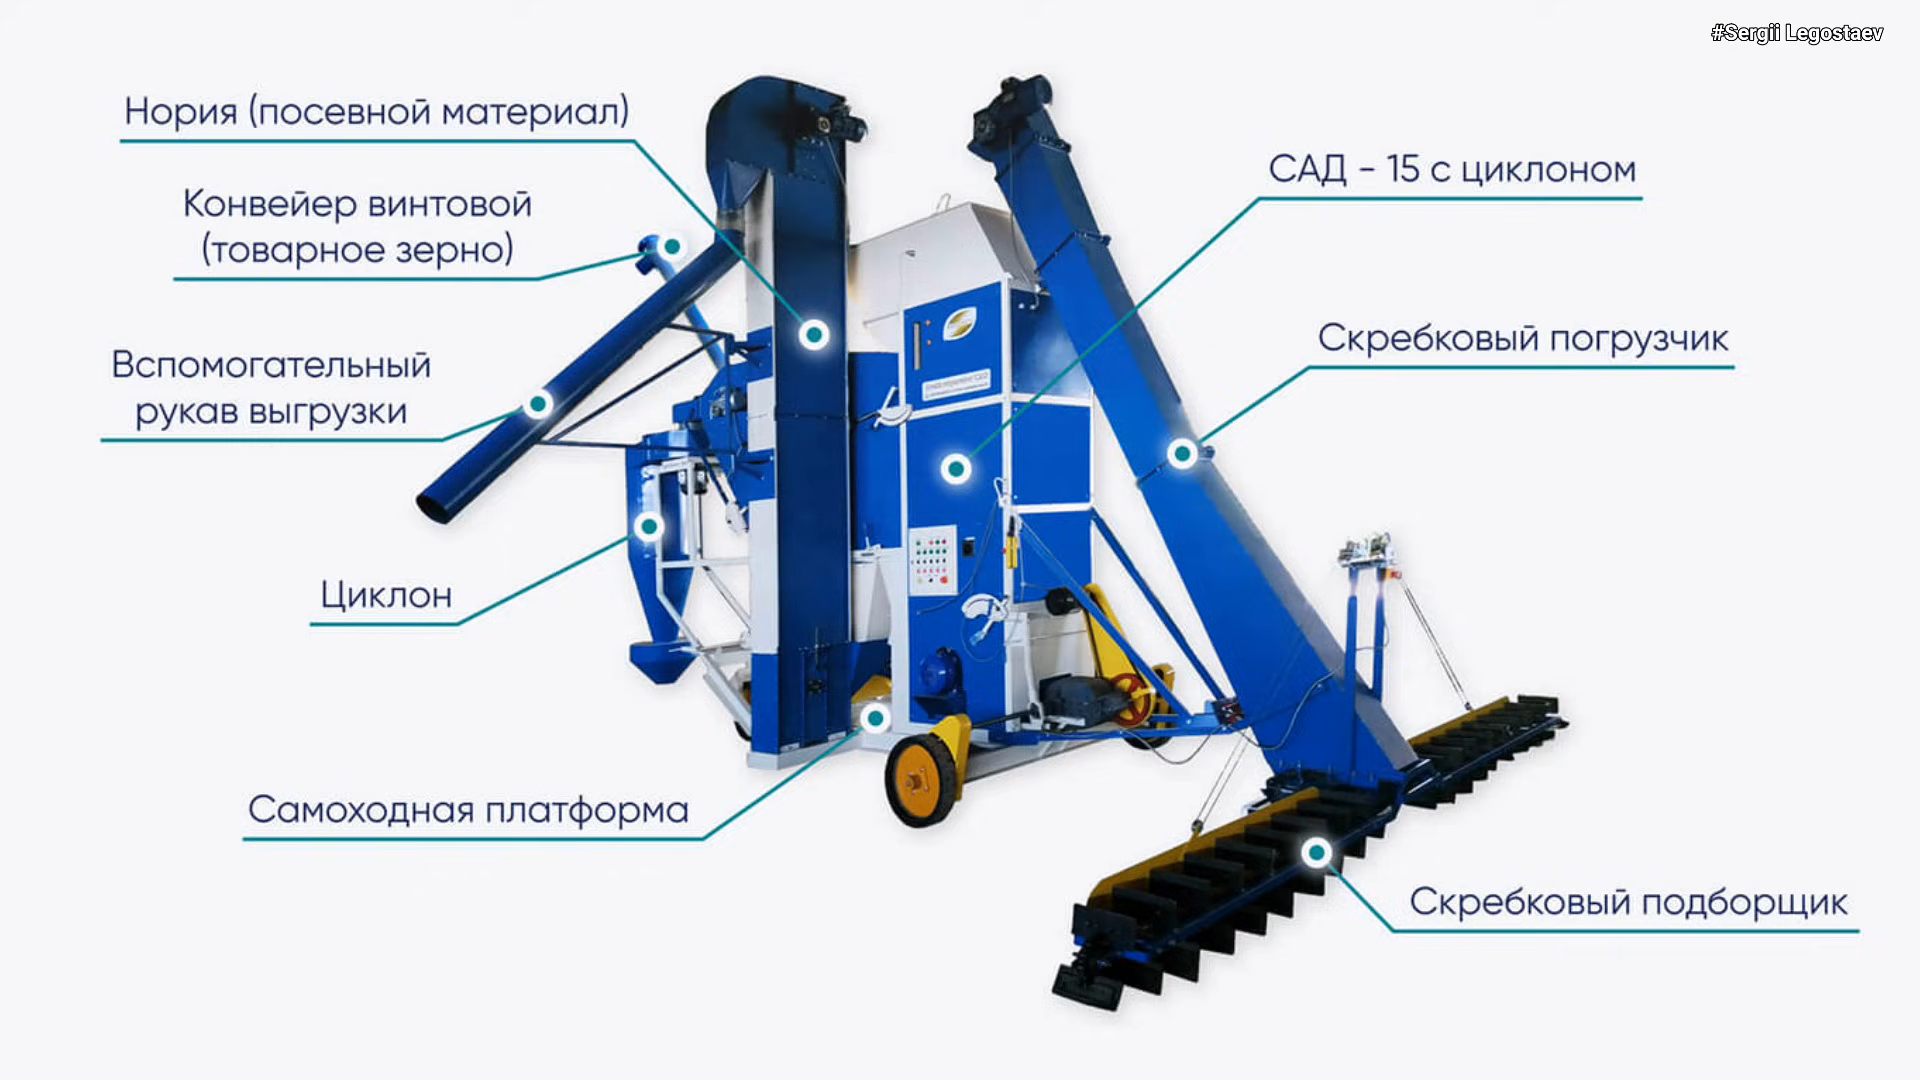 #Sergii Legostaev
Нория (посевной материал)
САД - 15 с циклоном
Конвейер винтовой
(товарное зерно)
Скребковый погрузчик
Вспомогательный
рукав выгрузки
Циклон
Самоходная платформа
Скребковый подборщик